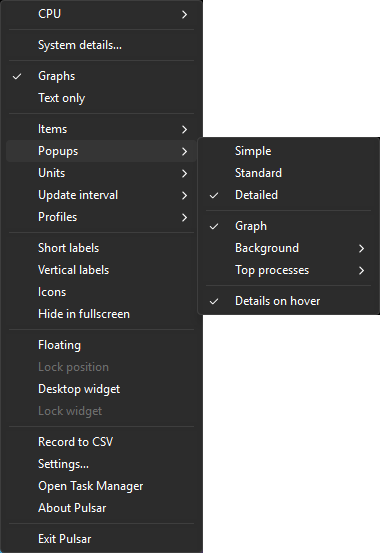 CPU
System details...
Graphs
Text only
Items
Popups
Units
Update interval
Profiles
Short labels
Vertical labels
Icons
Hide in fullscreen
Floating
Lock position
Desktop widget
Lock widget
Record to CSV
Settings...
Open Task Manager
About Pulsar
Exit Pulsar
Simple
Standard
Detailed
Graph
Background
Top processes
Details on hover